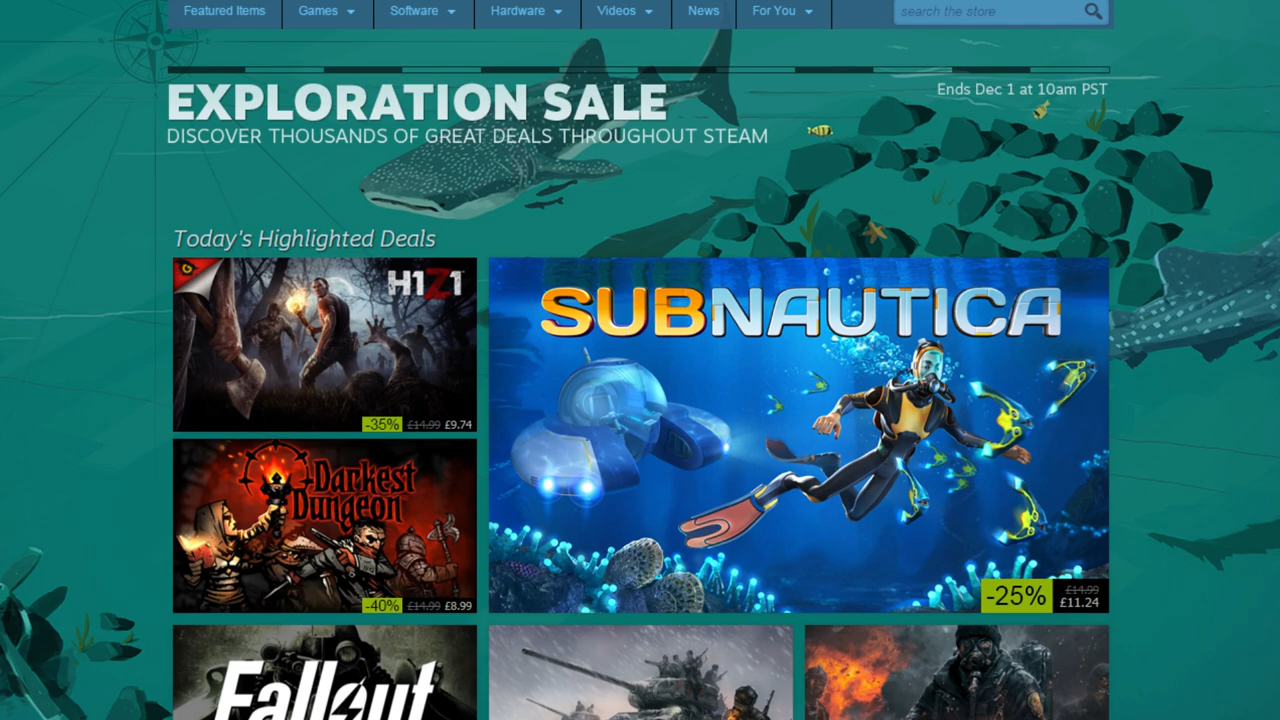 Featured Items Games Software Hardware Videos News For You search the store
Ends Dec 1 at 10am PST
EXPLORATION SALE
DISCOVER THOUSANDS OF GREAT DEALS THROUGHOUT STEAM
Today's Highlighted Deals
H1Z1
-35% £14.99 £9.74
SUBNAUTICA
-25% £14.99
£11.24
Darkest
Dungeon
-40% £14.99 £8.99
Fallout